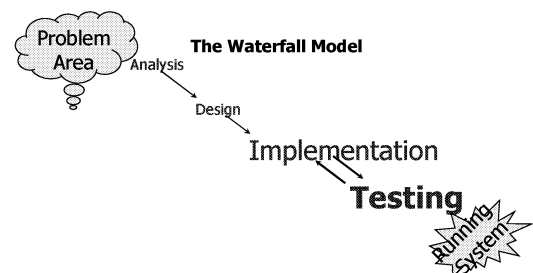 The Waterfall Model
Problem
Area
Analysis
Design
Implementation
Testing
Running
System